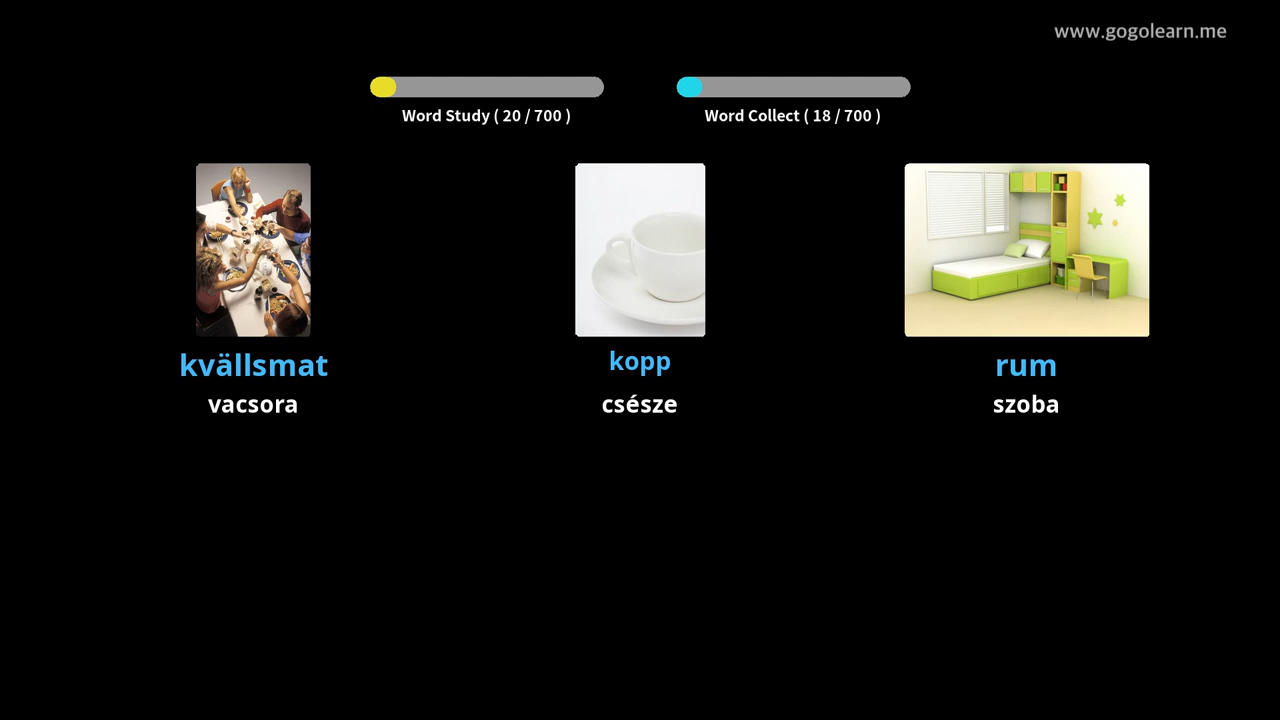 www.gogolearn.me
Word Study ( 20 / 700 )
Word Collect ( 18 / 700 )
kvällsmat
kopp
rum
vacsora
csésze
szoba